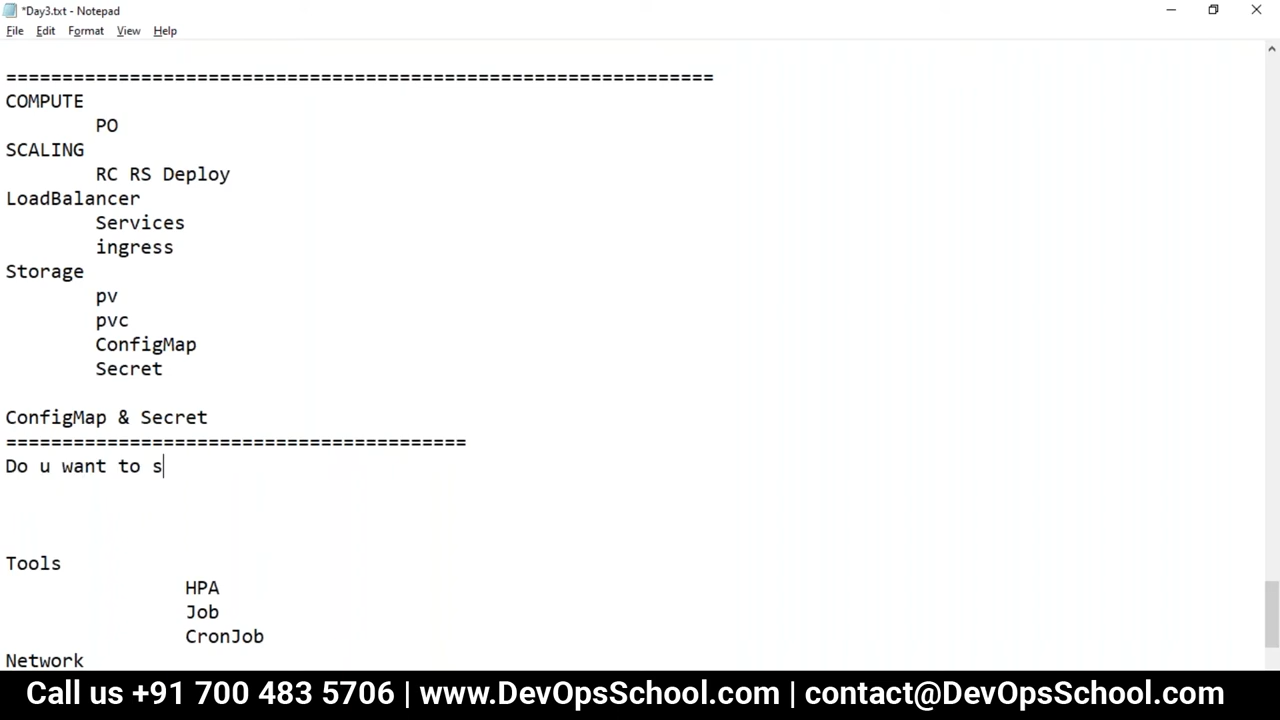 *Day3.txt - Notepad
File Edit Format View Help
===============================================================
COMPUTE
PO
SCALING
RC RS Deploy
LoadBalancer
Services
ingress
Storage
pv
pvc
ConfigMap
Secret
ConfigMap & Secret
=========================================
Do u want to s
Tools
HPA
Job
CronJob
Network
Call us +91 700 483 5706 | www.DevOpsSchool.com | contact@DevOpsSchool.com